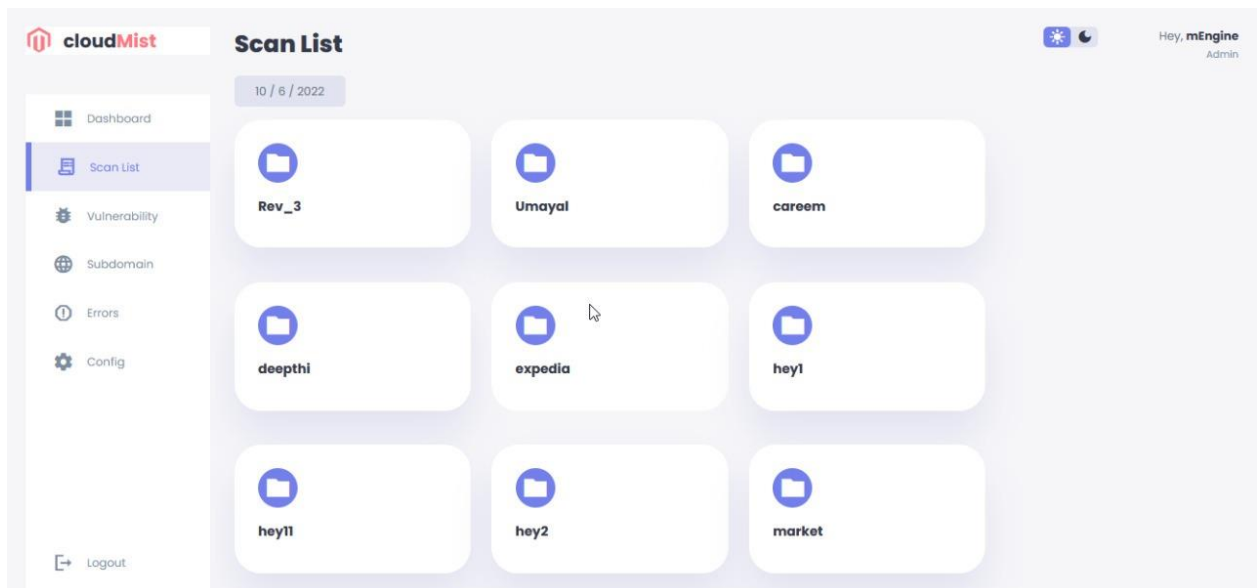 cloudMist
Scan List
Hey, mEngine
Admin
10 / 6 / 2022
Dashboard
Scan List
Vulnerability
Subdomain
Errors
Config
Logout
Rev_3
Umayal
careem
deepthi
expedia
hey1
hey11
hey2
market